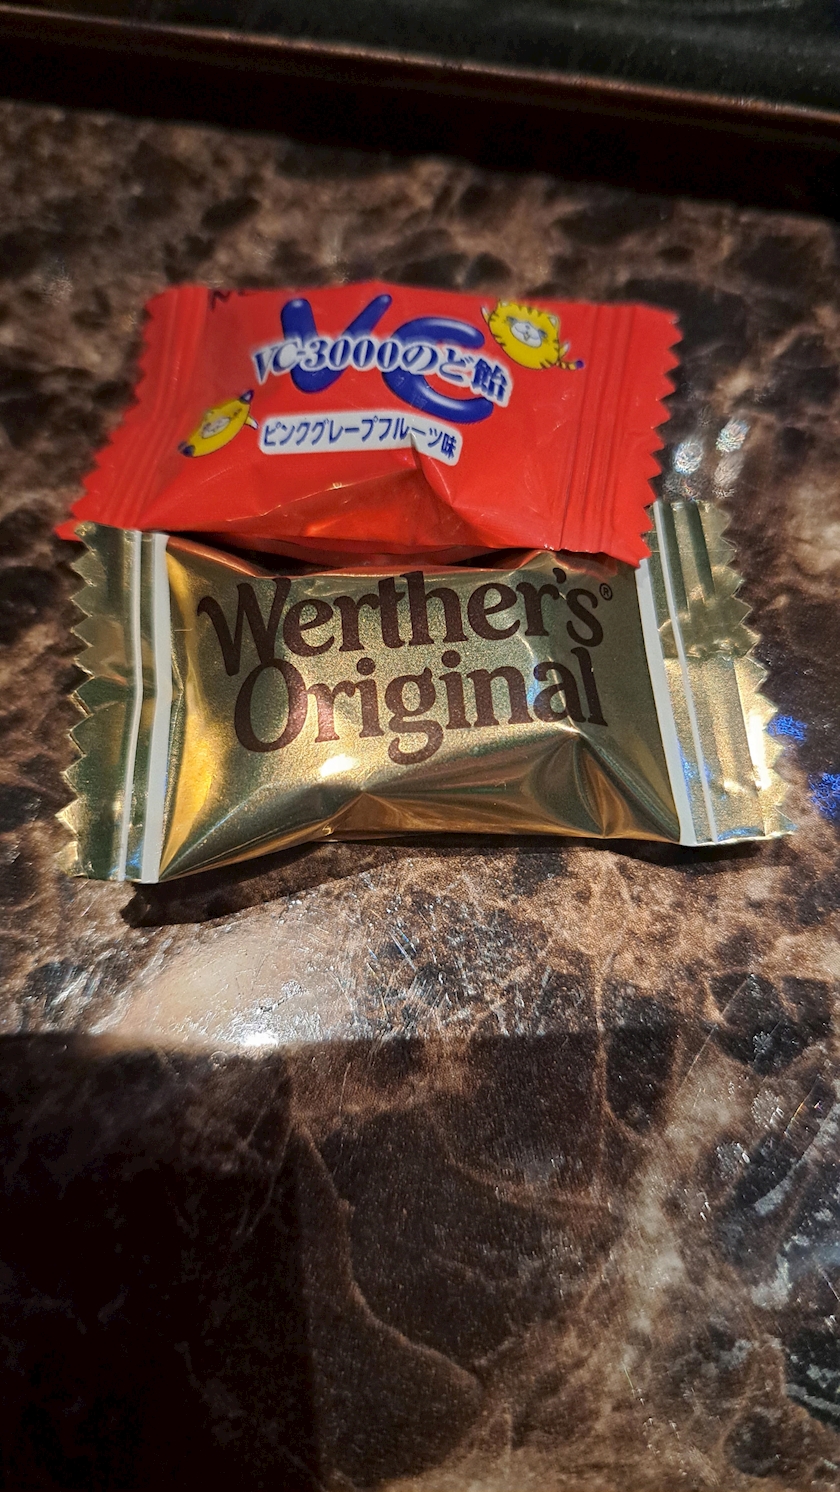 VC
VC-3000のど飴
ピンクグレープフルーツ味
Werther's
Original®